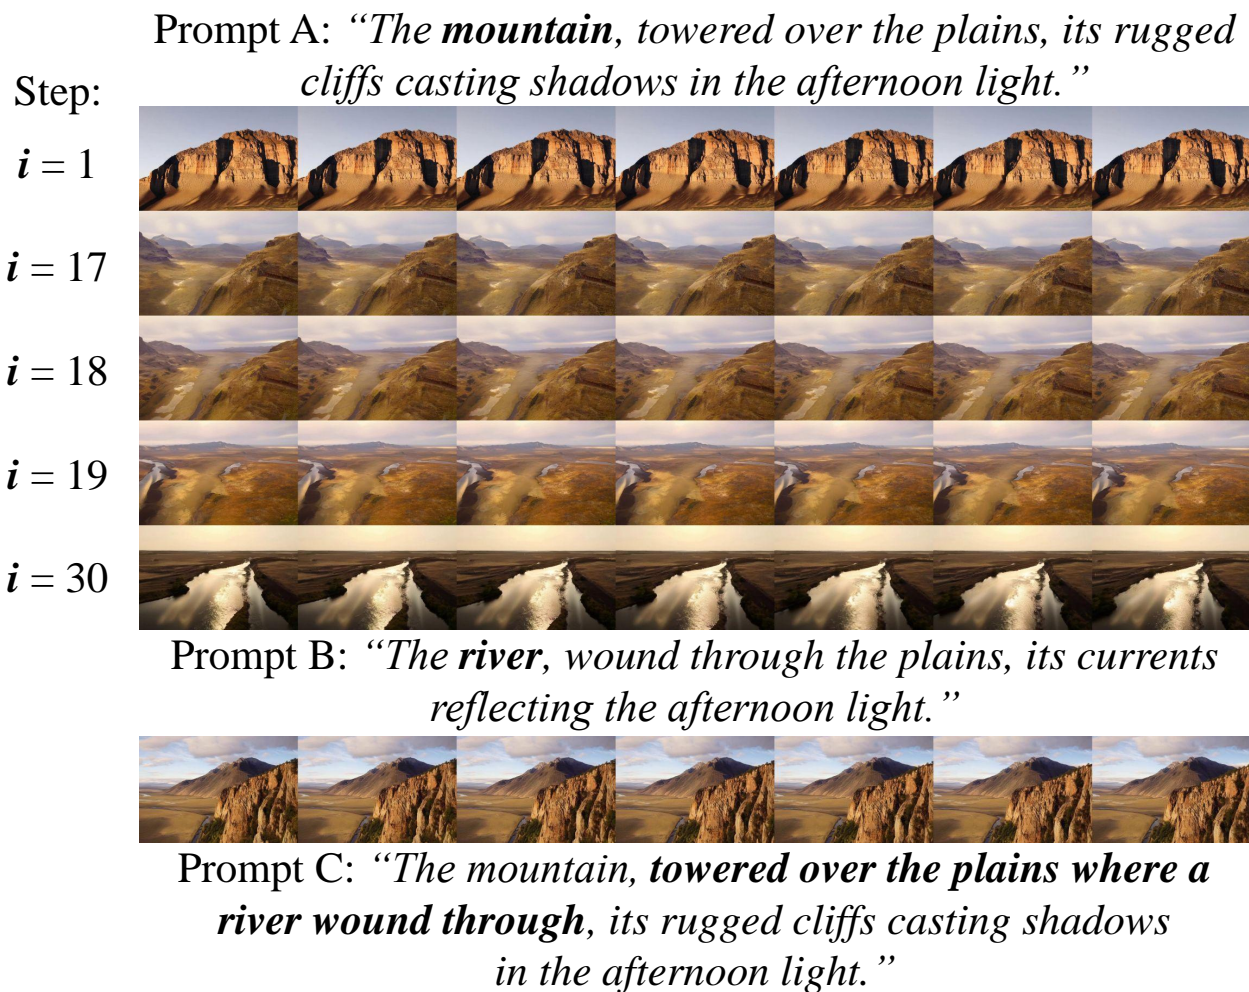 Prompt A: “The mountain, towered over the plains, its rugged
cliffs casting shadows in the afternoon light.”
Step:
i = 1
i = 17
i = 18
i = 19
i = 30
Prompt B: “The river, wound through the plains, its currents
reflecting the afternoon light.”
Prompt C: “The mountain, towered over the plains where a
river wound through, its rugged cliffs casting shadows
in the afternoon light.”